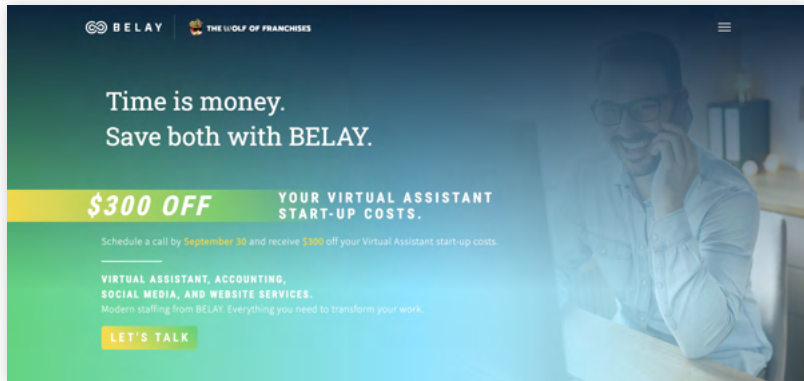 BELAY
THE WOLF OF FRANCHISES
Time is money.
Save both with BELAY.
$300 OFF
YOUR VIRTUAL ASSISTANT
START-UP COSTS.
Schedule a call by September 30 and receive $300 off your Virtual Assistant start-up costs.
VIRTUAL ASSISTANT, ACCOUNTING,
SOCIAL MEDIA, AND WEBSITE SERVICES.
Modern staffing from BELAY. Everything you need to transform your work.
LET'S TALK